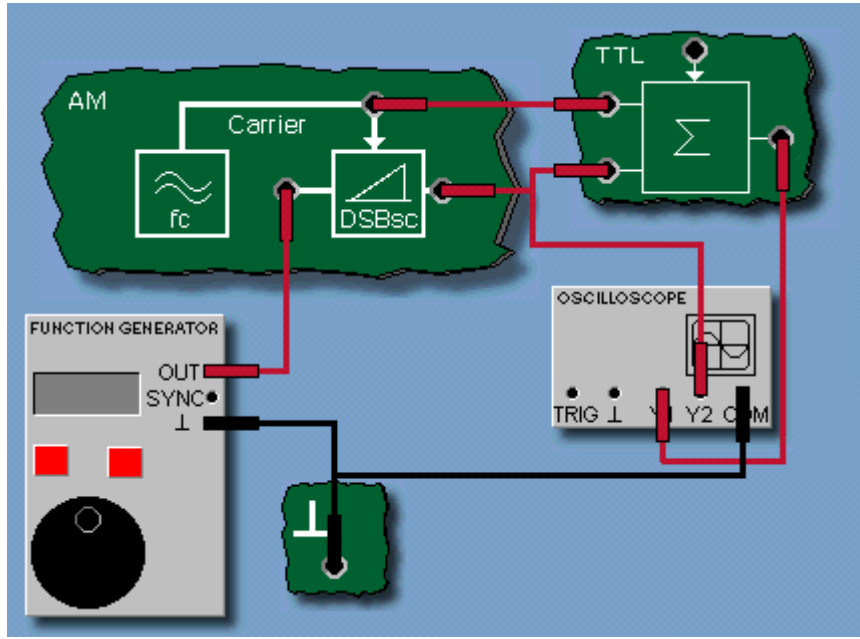 AM
Carrier
fc
DSBsc
TTL
Σ
FUNCTION GENERATOR
OUT
SYNC
⊥
OSCILLOSCOPE
TRIG ⊥ Y1 Y2 COM
⊥